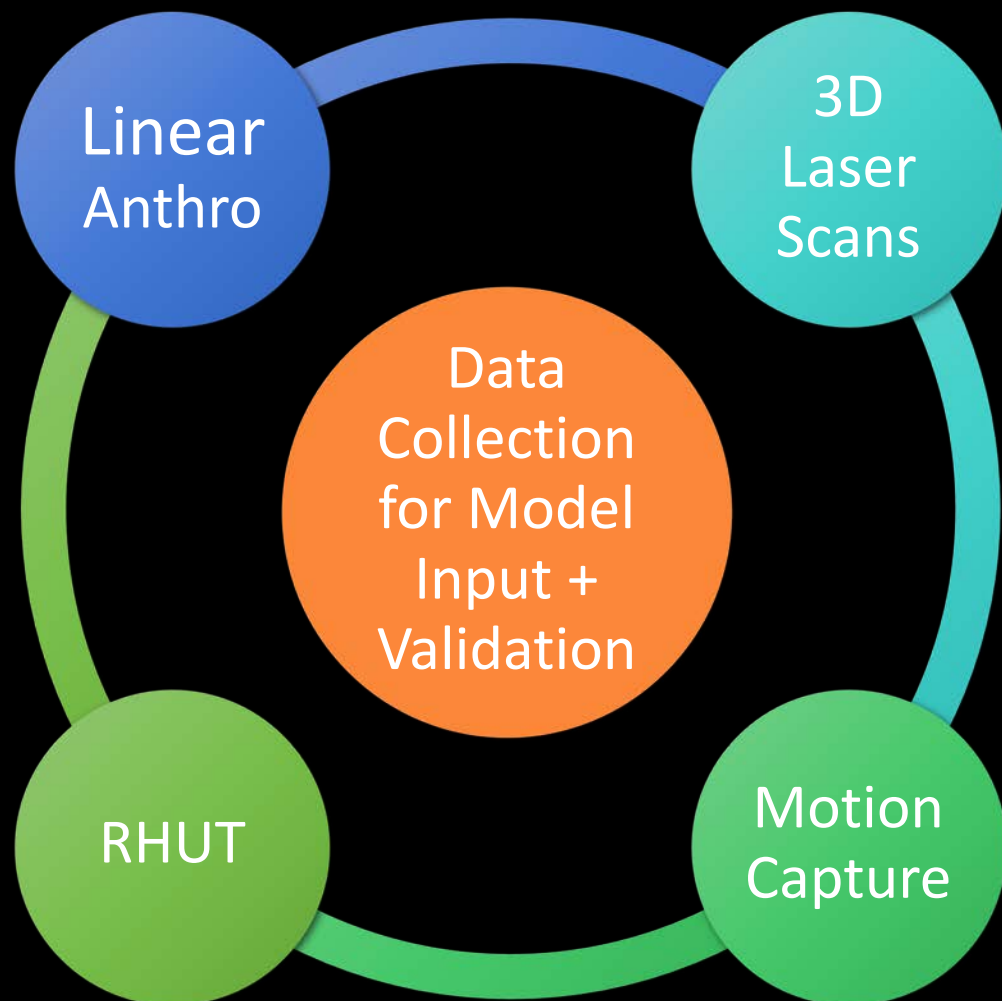 Linear
Anthro
3D
Laser
Scans
Data
Collection
for Model
Input +
Validation
RHUT
Motion
Capture